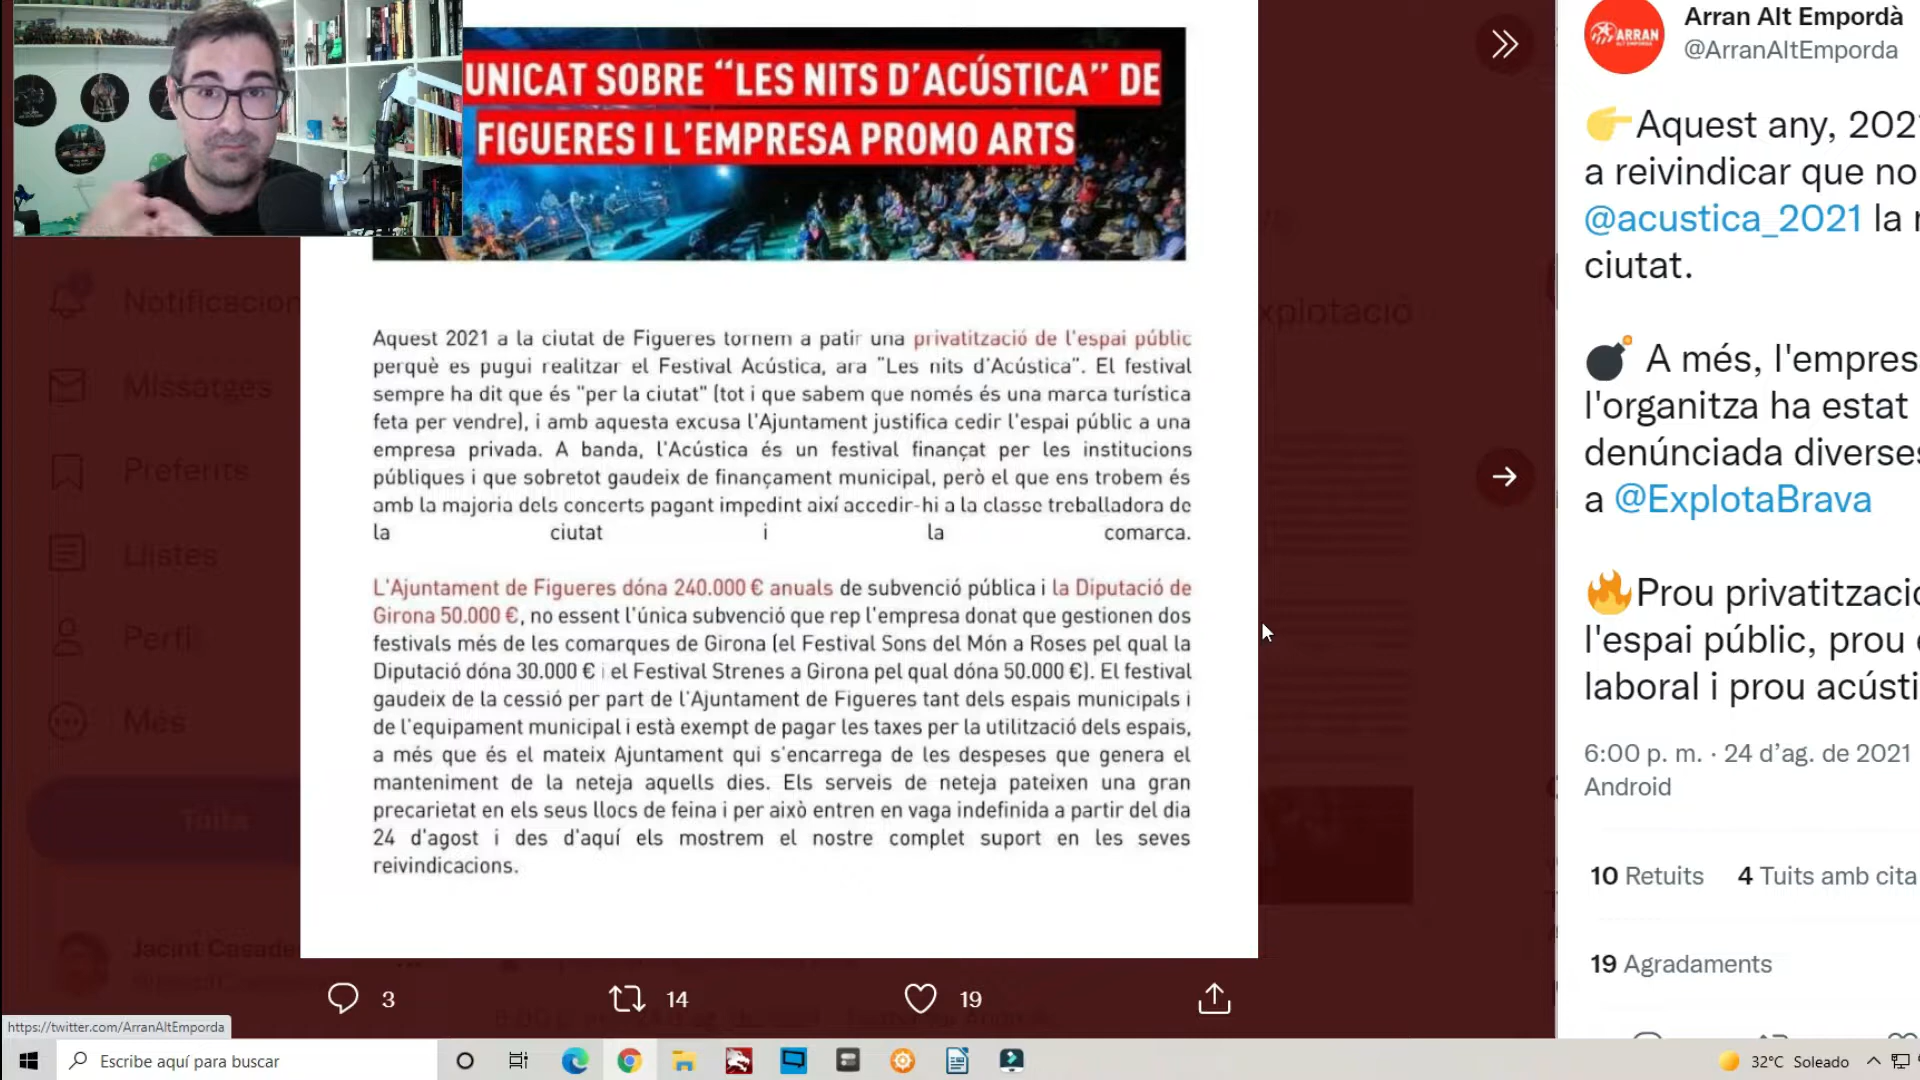 UNICAT SOBRE “LES NITS D’ACÚSTICA” DE
FIGUERES I L’EMPRESA PROMO ARTS
Aquest 2021 a la ciutat de Figueres tornem a patir una privatització de l'espai públic
perquè es pugui realitzar el Festival Acústica, ara “Les nits d’Acústica”. El festival
sempre ha dit que és "per la ciutat" (tot i que sabem que només és una marca turística
feta per vendre), i amb aquesta excusa l'Ajuntament justifica cedir l'espai públic a una
empresa privada. A banda, l'Acústica és un festival finançat per les institucions
públiques i que sobretot gaudeix de finançament municipal, però el que ens trobem és
amb la majoria dels concerts pagant impedint així accedir-hi a la classe treballadora de
la ciutat i la comarca.
L'Ajuntament de Figueres dóna 240.000 € anuals de subvenció pública i la Diputació de
Girona 50.000 €, no essent l'única subvenció que rep l'empresa donat que gestionen dos
festivals més de les comarques de Girona (el Festival Sons del Món a Roses pel qual la
Diputació dóna 30.000 € i el Festival Strenes a Girona pel qual dóna 50.000 €). El festival
gaudeix de la cessió per part de l'Ajuntament de Figueres tant dels espais municipals i
de l'equipament municipal i està exempt de pagar les taxes per la utilització dels espais,
a més que és el mateix Ajuntament qui s'encarrega de les despeses que genera el
manteniment de la neteja aquells dies. Els serveis de neteja pateixen una gran
precarietat en els seus llocs de feina i per això entren en vaga indefinida a partir del dia
24 d'agost i des d'aquí els mostrem el nostre complet suport en les seves
reivindicacions.
Notificacion
Missatges
Preferits
Llistes
Perfil
Més
Tuita
Jacint Casade
xplotació
3
14
19
ARRAN
ALT EMPORDÀ
Arran Alt Empordà
@ArranAltEmporda
Aquest any, 202
a reivindicar que no
@acustica_2021 la
ciutat.
A més, l'empres
l'organitza ha estat
denúnciada diverses
a @ExplotaBrava
Prou privatitzaci
l'espai públic, prou
laboral i prou acústi
6:00 p. m. · 24 d’ag. de 2021
Android
10 Retuits 4 Tuits amb cita
19 Agradaments
https://twitter.com/ArranAltEmporda
Escribe aquí para buscar
32°C Soleado